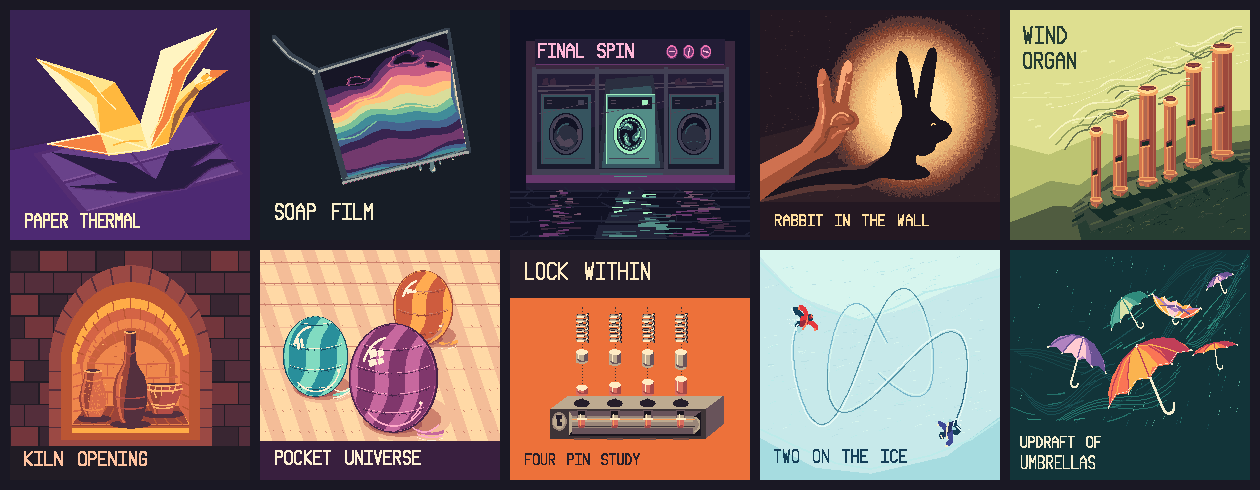 PAPER THERMAL
SOAP FILM
FINAL SPIN
RABBIT IN THE WALL
WIND
ORGAN
KILN OPENING
POCKET UNIVERSE
LOCK WITHIN
FOUR PIN STUDY
TWO ON THE ICE
UPDRAFT OF
UMBRELLAS